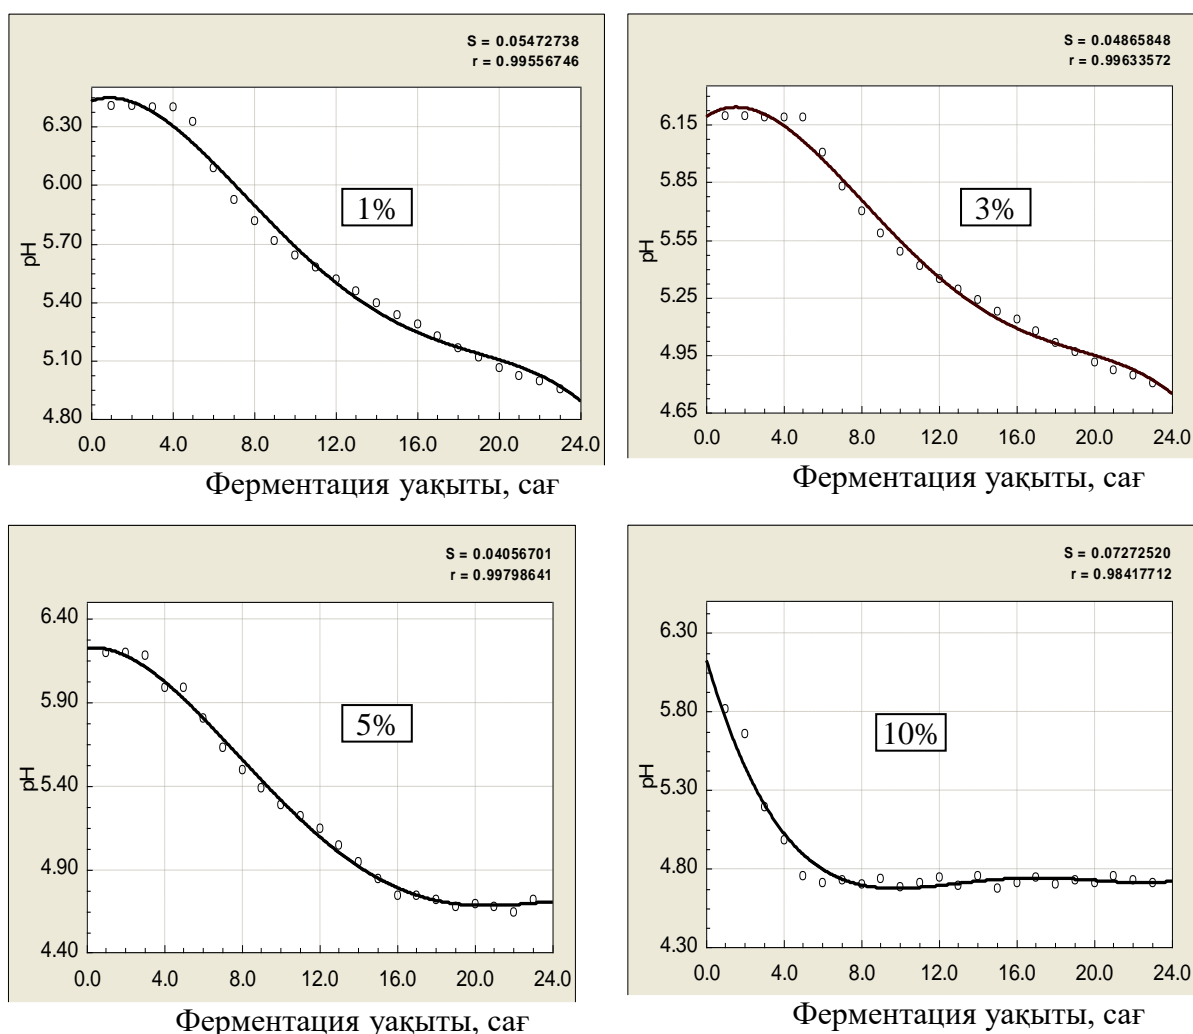 S = 0.05472738
r = 0.99556746
6.30
6.00
5.70
5.40
5.10
4.80
pH
1%
0.0 4.0 8.0 12.0 16.0 20.0 24.0
Ферментация уақыты, сағ
S = 0.04865848
r = 0.99633572
6.15
5.85
5.55
5.25
4.95
4.65
pH
3%
0.0 4.0 8.0 12.0 16.0 20.0 24.0
Ферментация уақыты, сағ
S = 0.04056701
r = 0.99798641
6.40
5.90
5.40
4.90
4.40
pH
5%
0.0 4.0 8.0 12.0 16.0 20.0 24.0
Ферментация уақыты, сағ
S = 0.07272520
r = 0.98417712
6.30
5.80
5.30
4.80
4.30
pH
10%
0.0 4.0 8.0 12.0 16.0 20.0 24.0
Ферментация уақыты, сағ